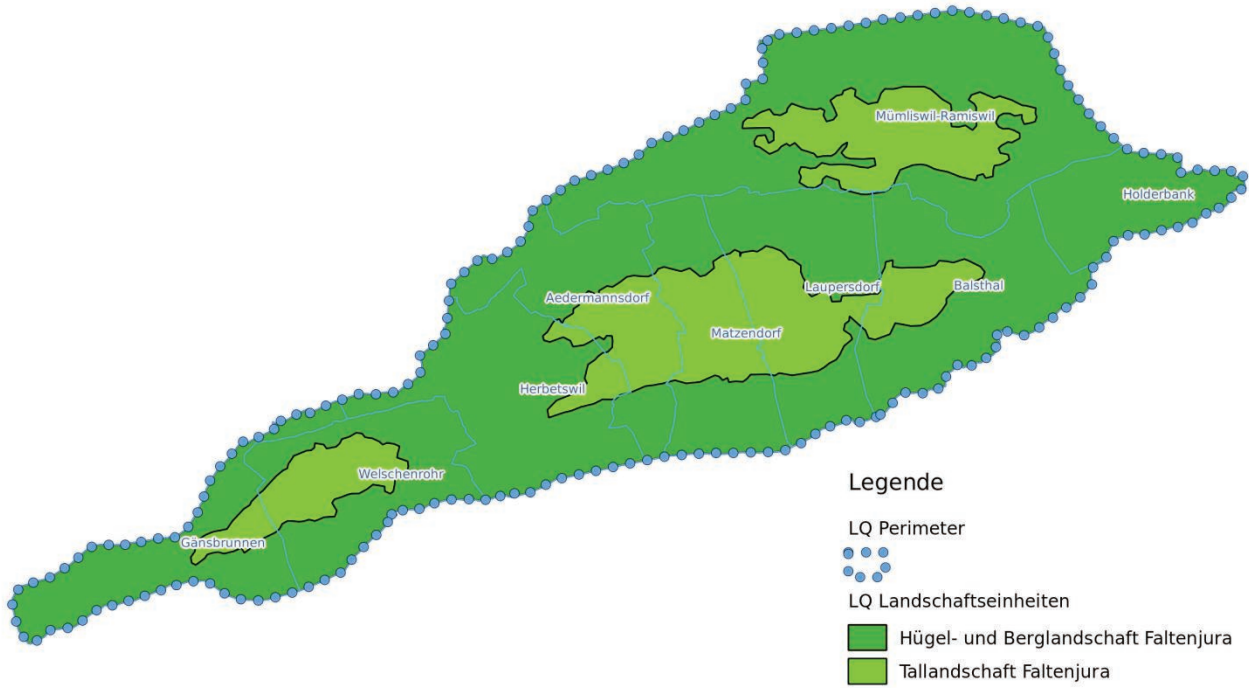 Mümliswil-Ramiswil
Holderbank
Aedermannsdorf
Laupersdorf
Balsthal
Matzendorf
Herbetswil
Welschenrohr
Gänsbrunnen
Legende
LQ Perimeter
LQ Landschaftseinheiten
Hügel- und Berglandschaft Faltenjura
Tallandschaft Faltenjura